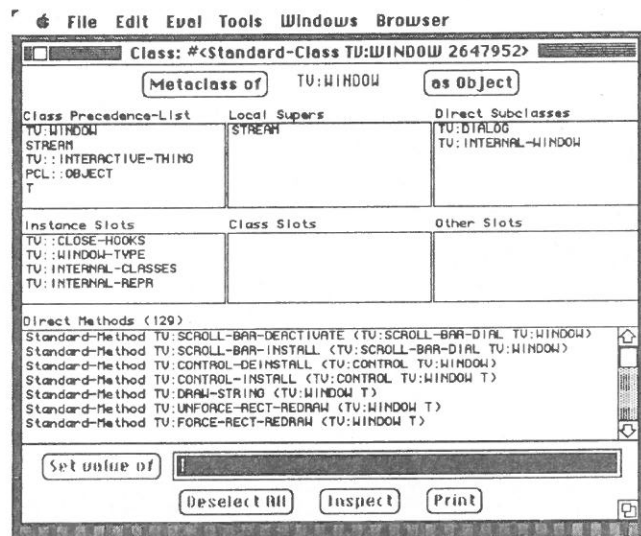 File Edit Eval Tools Windows Browser
Class: #<Standard-Class TV:WINDOW 2647952>
Metaclass of TV:WINDOW as Object
Class Precedence-List Local Supers Direct Subclasses
TV:WINDOW STREAM TV:DIALOG
STREAM TV:INTERNAL-WINDOW
TV::INTERACTIVE-THING
PCL::OBJECT
T
Instance Slots Class Slots Other Slots
TV::CLOSE-HOOKS
TV::WINDOW-TYPE
TV:INTERNAL-CLASSES
TV:INTERNAL-REPR
Direct Methods (129)
Standard-Method TV:SCROLL-BAR-DEACTIVATE (TV:SCROLL-BAR-DIAL TV:WINDOW)
Standard-Method TV:SCROLL-BAR-INSTALL (TV:SCROLL-BAR-DIAL TV:WINDOW)
Standard-Method TV:CONTROL-DEINSTALL (TV:CONTROL TV:WINDOW)
Standard-Method TV:CONTROL-INSTALL (TV:CONTROL TV:WINDOW T)
Standard-Method TV:DRAW-STRING (TV:WINDOW T)
Standard-Method TV:UNFORCE-RECT-REDRAW (TV:WINDOW T)
Standard-Method TV:FORCE-RECT-REDRAW (TV:WINDOW T)
Set value of
Deselect All Inspect Print